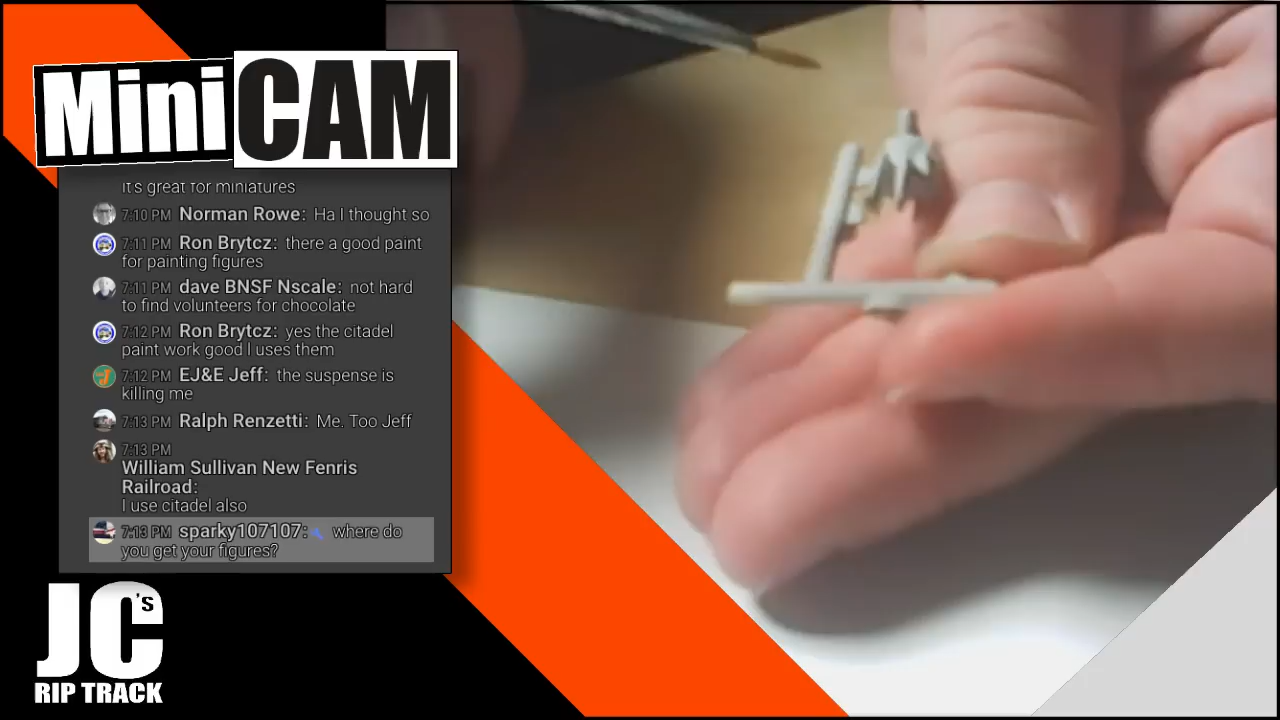 MiniCAM
it's great for miniatures
7:10 PM Norman Rowe: Ha I thought so
7:11 PM Ron Brytcz: there a good paint
for painting figures
7:11 PM dave BNSF Nscale: not hard
to find volunteers for chocolate
7:12 PM Ron Brytcz: yes the citadel
paint work good I uses them
7:12 PM EJ&E Jeff: the suspense is
killing me
7:13 PM Ralph Renzetti: Me. Too Jeff
7:13 PM
William Sullivan New Fenris
Railroad:
I use citadel also
7:13 PM sparky107107: where do
you get your figures?
JC's
RIP TRACK